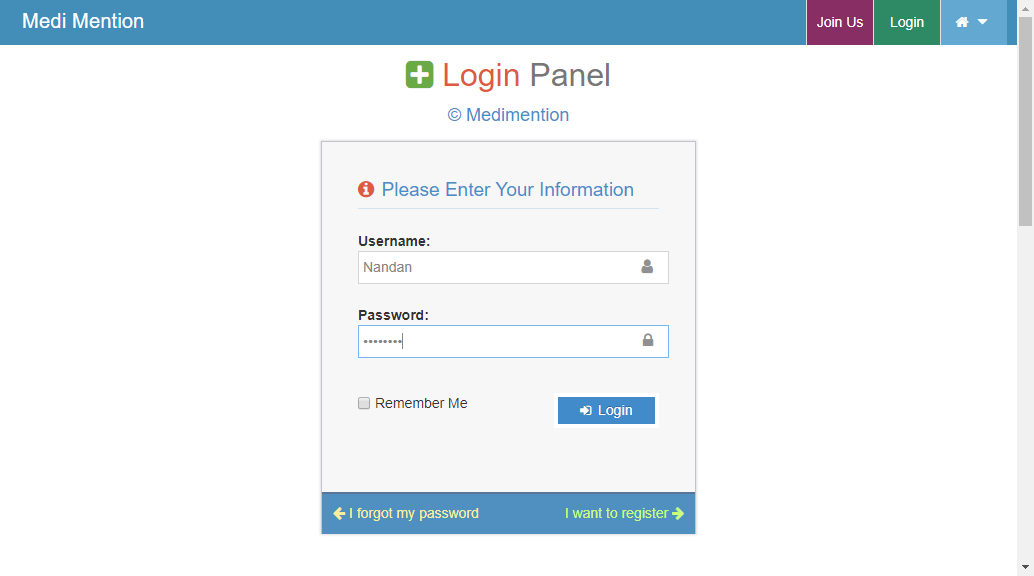 Medi Mention
Join Us
Login
Login Panel
© Medimention
Please Enter Your Information
Username:
Nandan
Password:
••••••••
Remember Me
Login
I forgot my password
I want to register